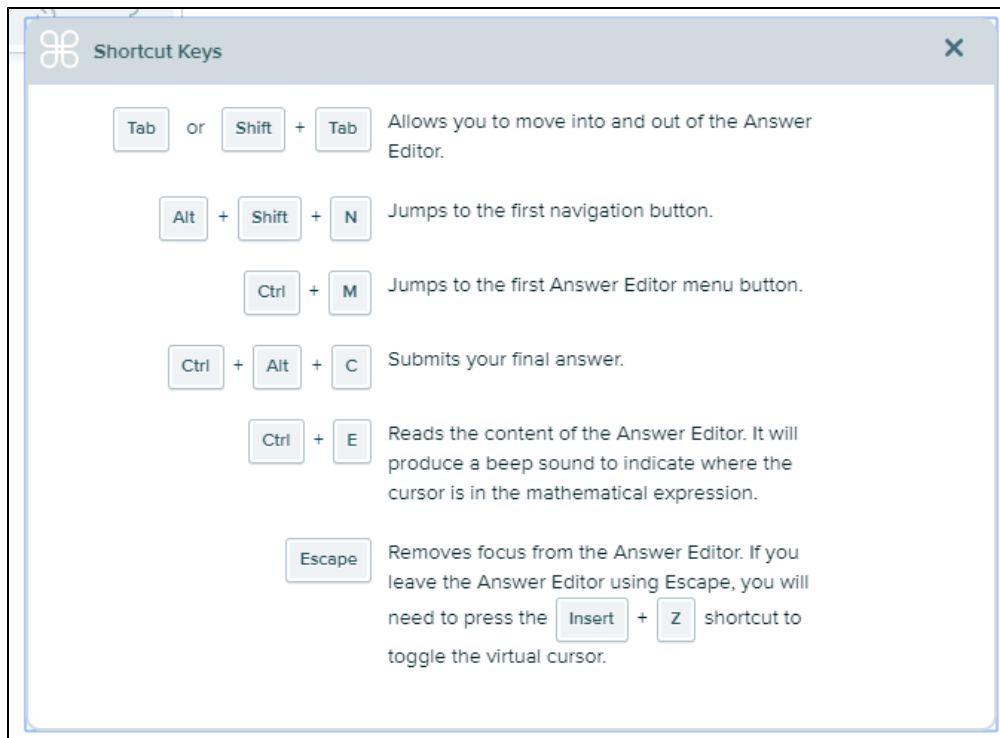 Shortcut Keys
Tab or Shift + Tab Allows you to move into and out of the Answer
Editor.
Alt + Shift + N Jumps to the first navigation button.
Ctrl + M Jumps to the first Answer Editor menu button.
Ctrl + Alt + C Submits your final answer.
Ctrl + E Reads the content of the Answer Editor. It will
produce a beep sound to indicate where the
cursor is in the mathematical expression.
Escape Removes focus from the Answer Editor. If you
leave the Answer Editor using Escape, you will
need to press the Insert + Z shortcut to
toggle the virtual cursor.